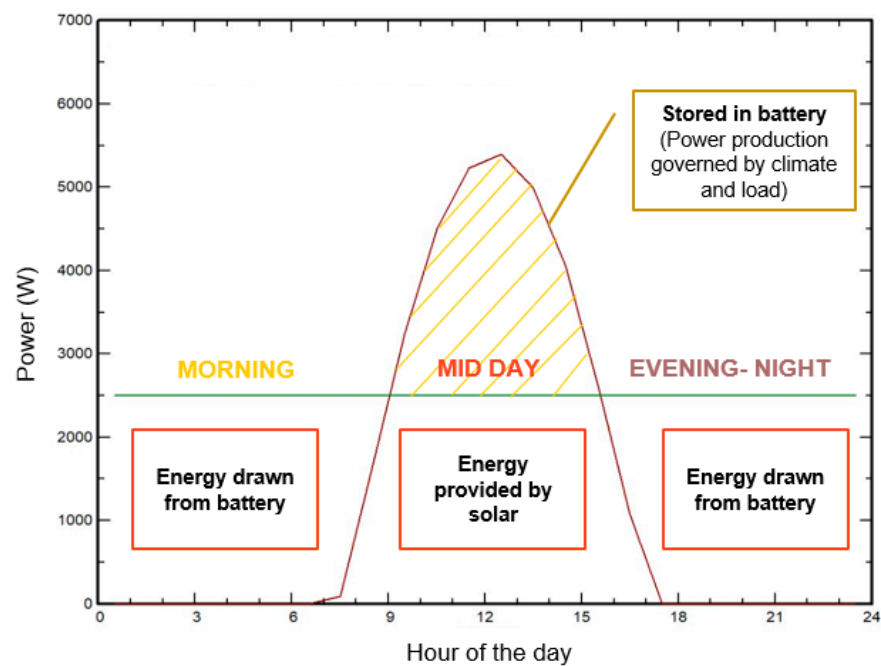 7000
6000
5000
4000
3000
2000
1000
0
Power (W)
Stored in battery
(Power production
governed by climate
and load)
MORNING
MID DAY
EVENING- NIGHT
Energy drawn
from battery
Energy
provided by
solar
Energy drawn
from battery
0 3 6 9 12 15 18 21 24
Hour of the day